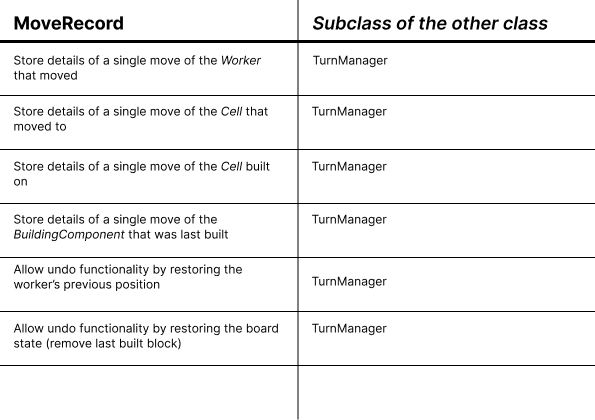 MoveRecord
Subclass of the other class
Store details of a single move of the Worker
that moved
TurnManager
Store details of a single move of the Cell that
moved to
TurnManager
Store details of a single move of the Cell built
on
TurnManager
Store details of a single move of the
BuildingComponent that was last built
TurnManager
Allow undo functionality by restoring the
worker’s previous position
TurnManager
Allow undo functionality by restoring the board
state (remove last built block)
TurnManager